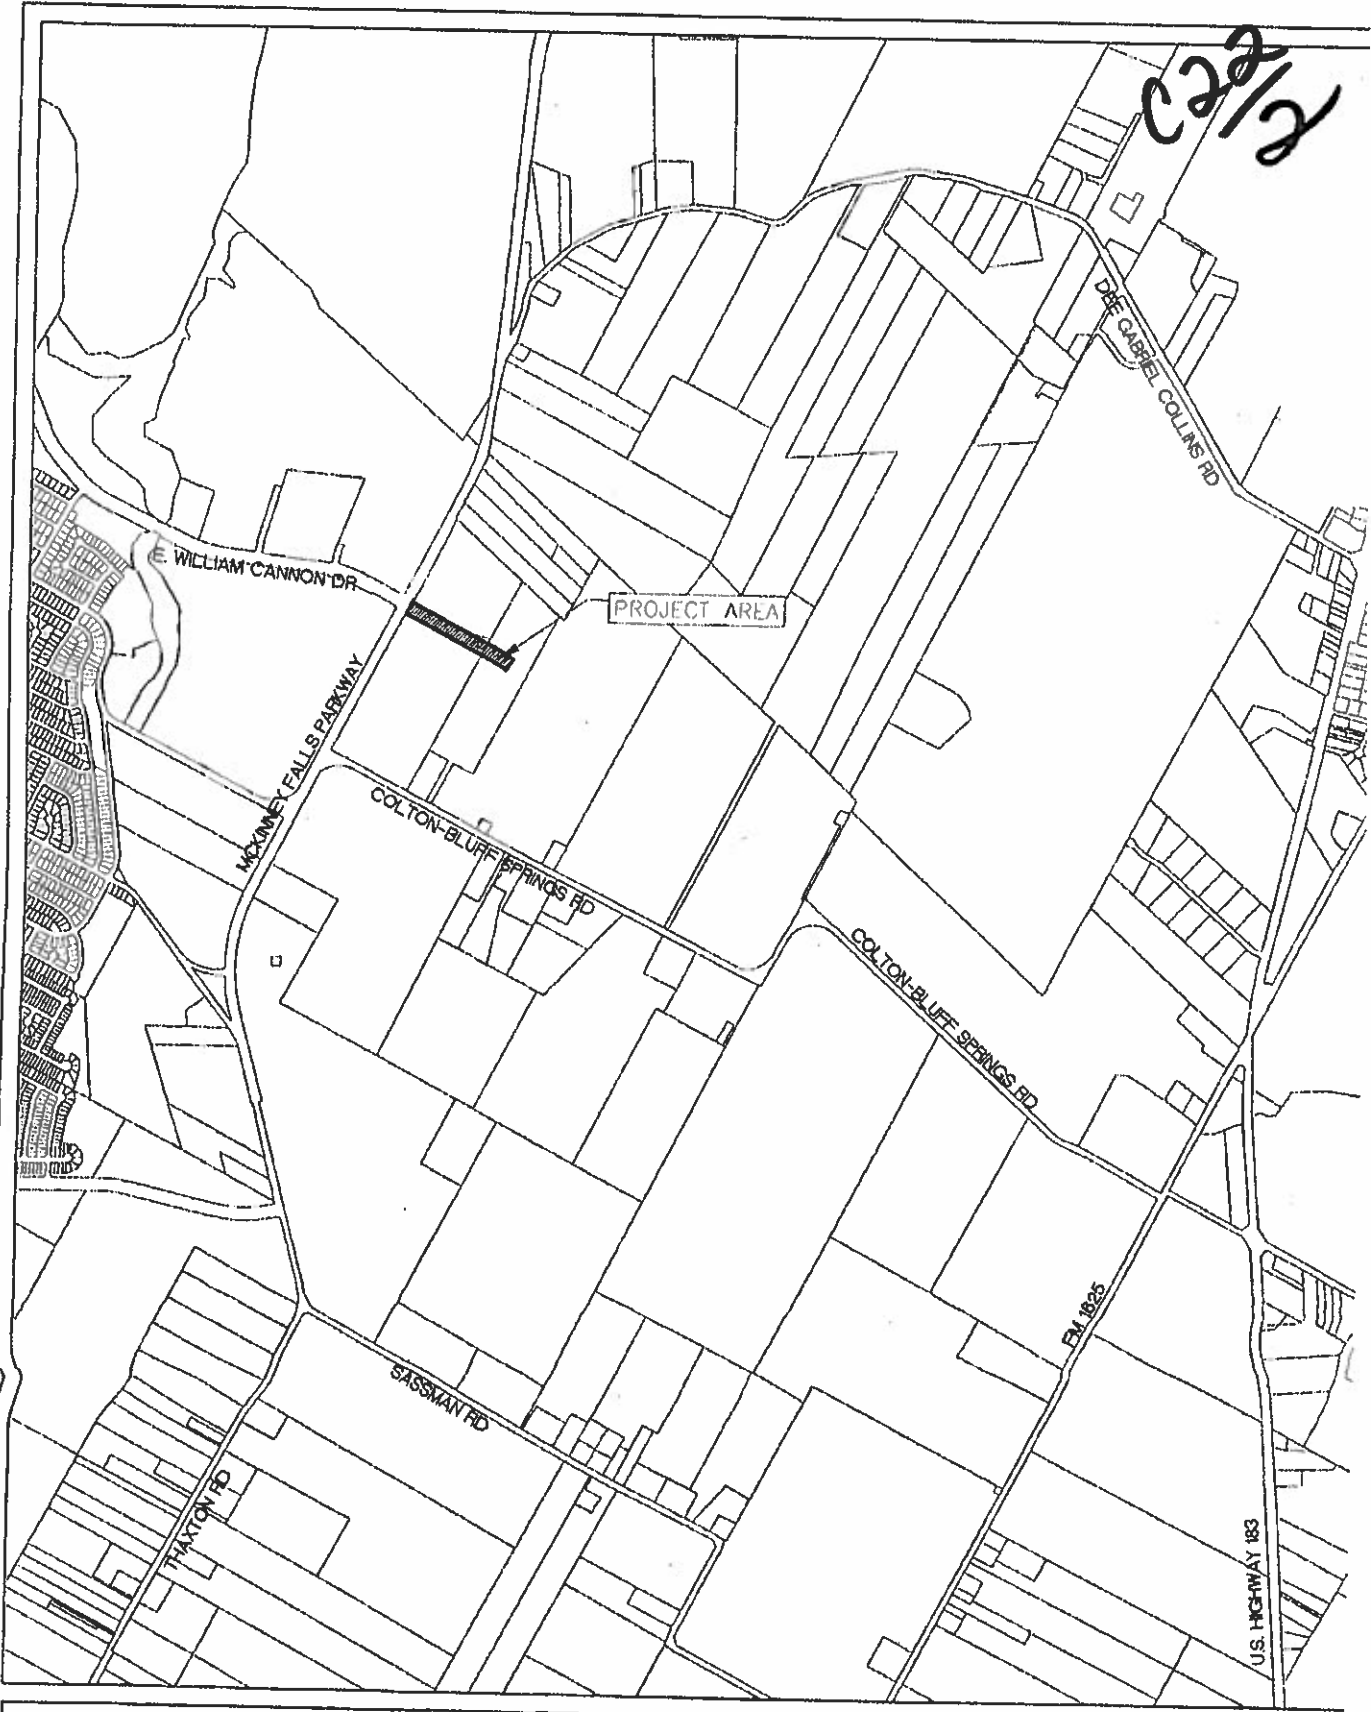 C22/2
DEE GABRIEL COLLINS RD
E. WILLIAM CANNON DR
PROJECT AREA
MCKINNEY FALLS PARKWAY
COLTON-BLUFF SPRINGS RD
COLTON-BLUFF SPRINGS RD
FM 1625
SASSMAN RD
THAXTON RD
U.S. HIGHWAY 183